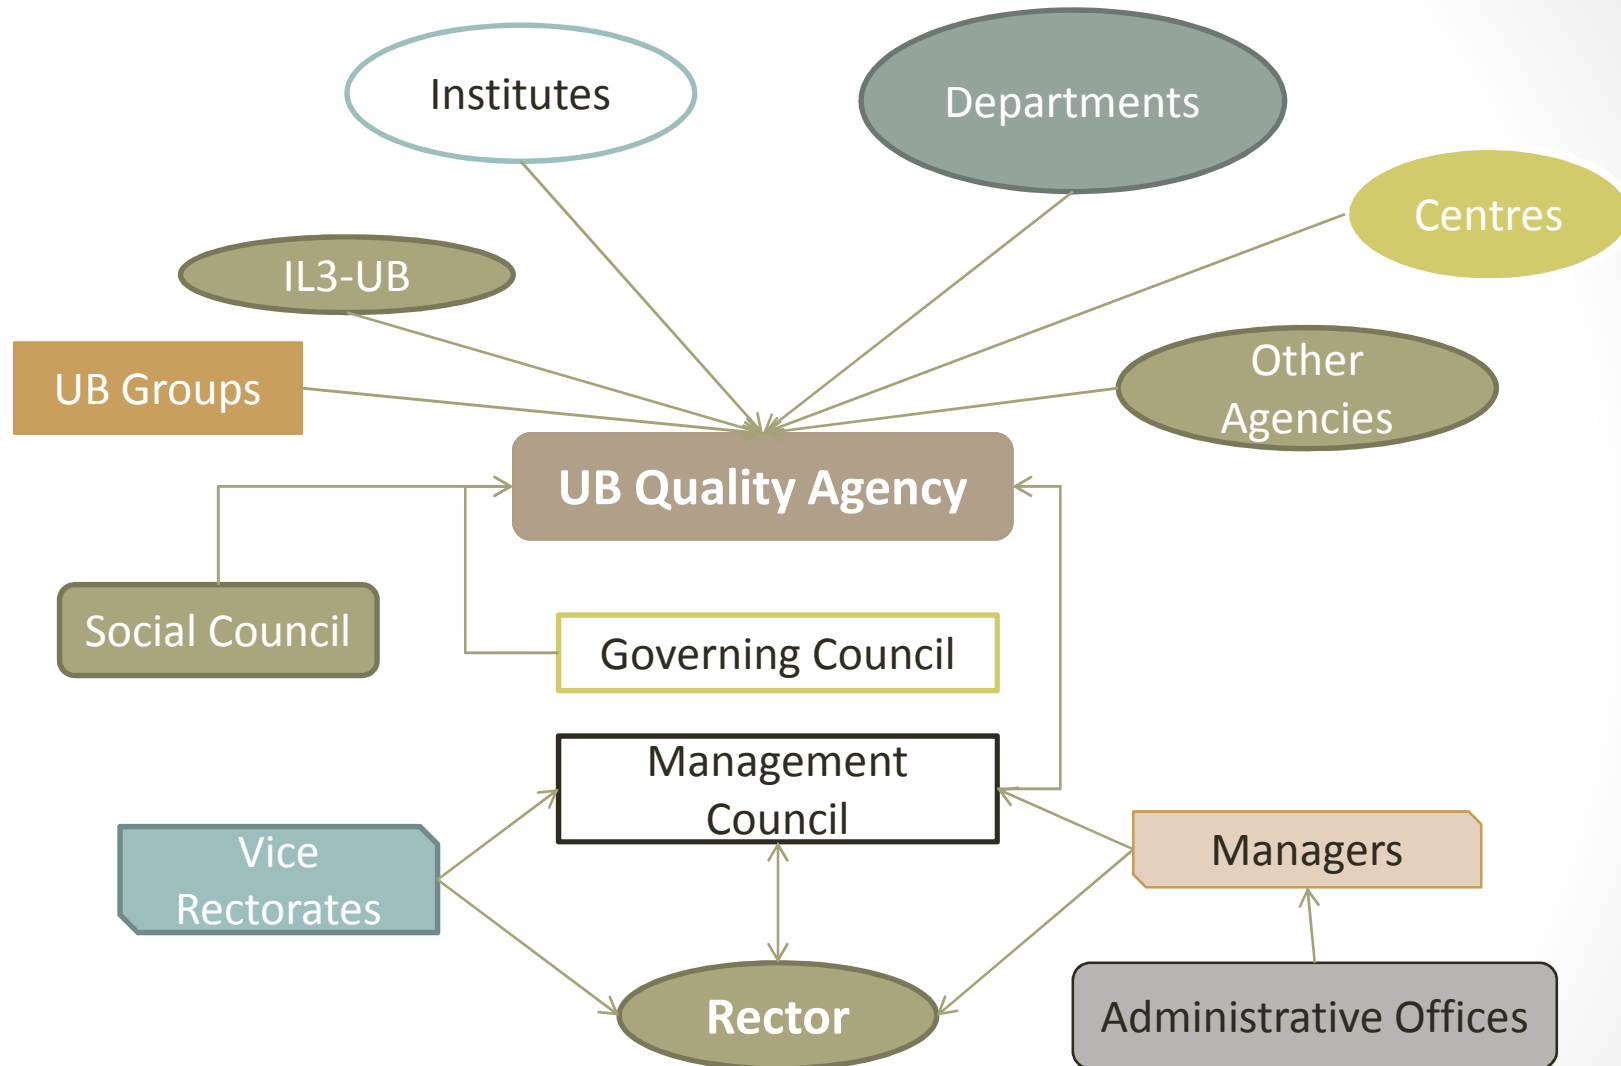 Institutes
Departments
Centres
IL3-UB
Other
Agencies
UB Groups
UB Quality Agency
Social Council
Governing Council
Management
Council
Vice
Rectorates
Managers
Rector
Administrative Offices